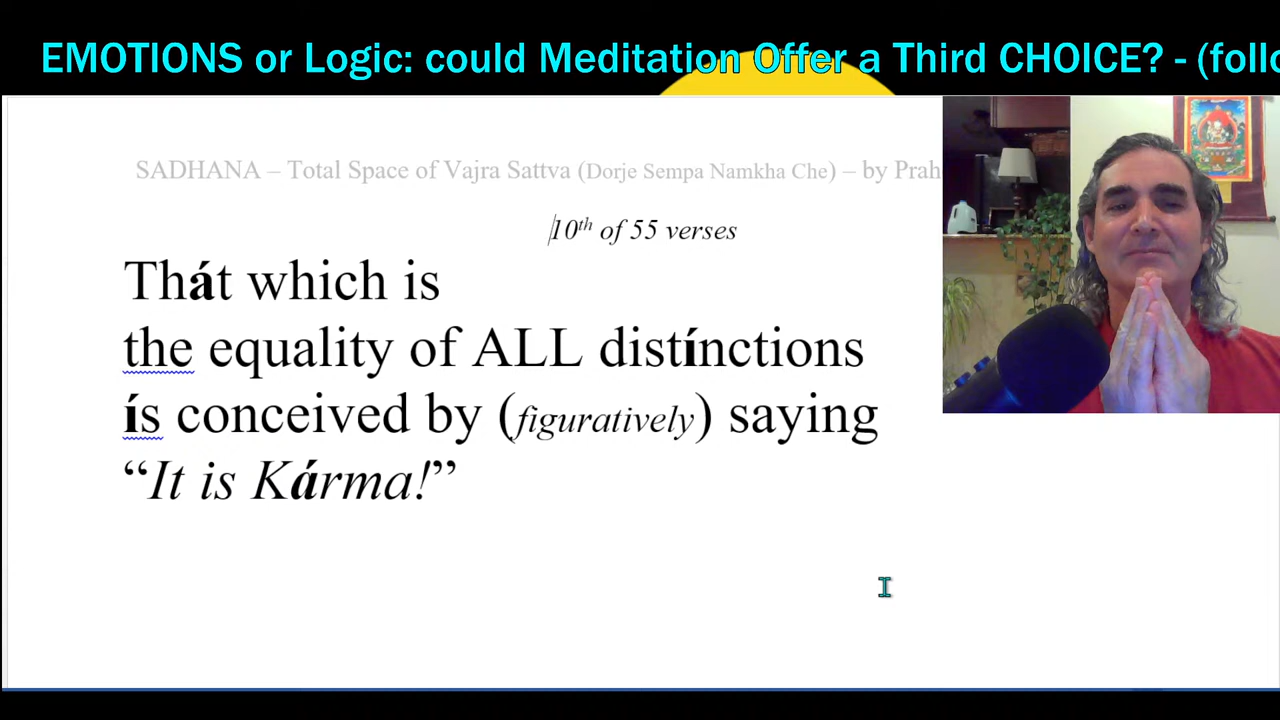 EMOTIONS or Logic: could Meditation Offer a Third CHOICE? - (follo
SADHANA – Total Space of Vajra Sattva (Dorje Sempa Namkha Che) – by Prah
10th of 55 verses
Thát which is
the equality of ALL distínctions
ís conceived by (figuratively) saying
“It is Kárma!”